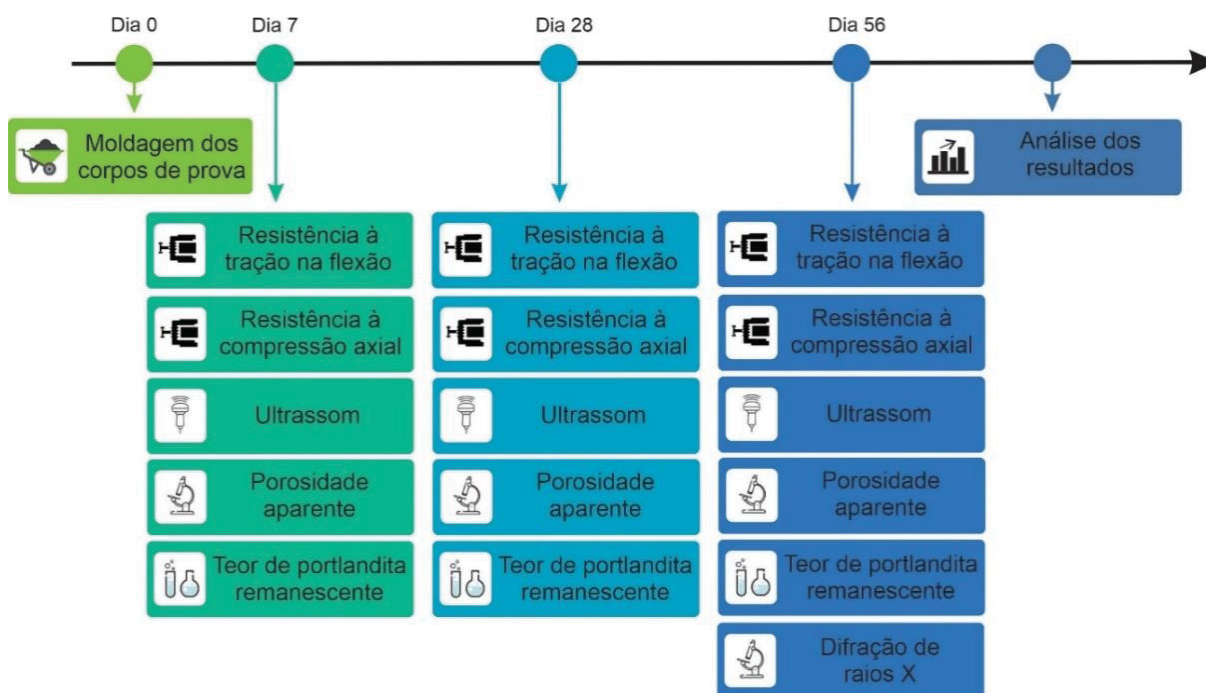 Dia 0
Dia 7
Dia 28
Dia 56
Moldagem dos
corpos de prova
Análise dos
resultados
Resistência à
tração na flexão
Resistência à
compressão axial
Ultrassom
Porosidade
aparente
Teor de portlandita
remanescente
Resistência à
tração na flexão
Resistência à
compressão axial
Ultrassom
Porosidade
aparente
Teor de portlandita
remanescente
Resistência à
tração na flexão
Resistência à
compressão axial
Ultrassom
Porosidade
aparente
Teor de portlandita
remanescente
Difração de
raios X